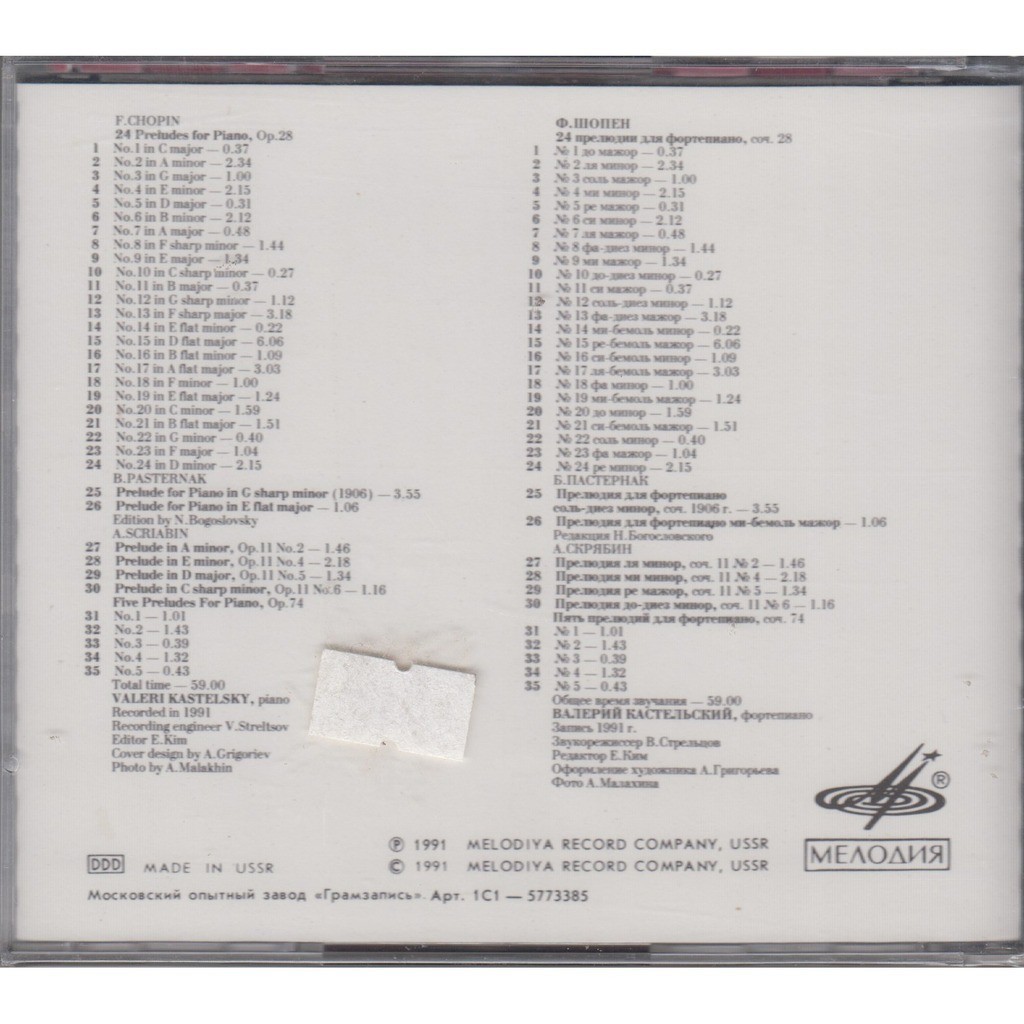 F.CHOPIN
24 Preludes for Piano, Op.28
1 No.1 in C major — 0.37
2 No.2 in A minor — 2.34
3 No.3 in G major — 1.00
4 No.4 in E minor — 2.15
5 No.5 in D major — 0.31
6 No.6 in B minor — 2.12
7 No.7 in A major — 0.48
8 No.8 in F sharp minor — 1.44
9 No.9 in E major — 1.34
10 No.10 in C sharp minor — 0.27
11 No.11 in B major — 0.37
12 No.12 in G sharp minor — 1.12
13 No.13 in F sharp major — 3.18
14 No.14 in E flat minor — 0.22
15 No.15 in D flat major — 6.06
16 No.16 in B flat minor — 1.09
17 No.17 in A flat major — 3.03
18 No.18 in F minor — 1.00
19 No.19 in E flat major — 1.24
20 No.20 in C minor — 1.59
21 No.21 in B flat major — 1.51
22 No.22 in G minor — 0.40
23 No.23 in F major — 1.04
24 No.24 in D minor — 2.15
B.PASTERNAK
25 Prelude for Piano in G sharp minor (1906) — 3.55
26 Prelude for Piano in E flat major — 1.06
Edition by N.Bogoslovsky
A.SCRIABIN
27 Prelude in A minor, Op.11 No.2 — 1.46
28 Prelude in E minor, Op.11 No.4 — 2.18
29 Prelude in D major, Op.11 No.5 — 1.34
30 Prelude in C sharp minor, Op.11 No.6 — 1.16
Five Preludes For Piano, Op.74
31 No.1 — 1.01
32 No.2 — 1.43
33 No.3 — 0.39
34 No.4 — 1.32
35 No.5 — 0.43
Total time — 59.00
VALERI KASTELSKY, piano
Recorded in 1991
Recording engineer V.Streltsov
Editor E.Kim
Cover design by A.Grigoriev
Photo by A.Malakhin
Ф.ШОПЕН
24 прелюдии для фортепиано, соч. 28
1 № 1 до мажор — 0.37
2 № 2 ля минор — 2.34
3 № 3 соль мажор — 1.00
4 № 4 ми минор — 2.15
5 № 5 ре мажор — 0.31
6 № 6 си минор — 2.12
7 № 7 ля мажор — 0.48
8 № 8 фа-диез минор — 1.44
9 № 9 ми мажор — 1.34
10 № 10 до-диез минор — 0.27
11 № 11 си мажор — 0.37
12 № 12 соль-диез минор — 1.12
13 № 13 фа-диез мажор — 3.18
14 № 14 ми-бемоль минор — 0.22
15 № 15 ре-бемоль мажор — 6.06
16 № 16 си-бемоль минор — 1.09
17 № 17 ля-бемоль мажор — 3.03
18 № 18 фа минор — 1.00
19 № 19 ми-бемоль мажор — 1.24
20 № 20 до минор — 1.59
21 № 21 си-бемоль мажор — 1.51
22 № 22 соль минор — 0.40
23 № 23 фа мажор — 1.04
24 № 24 ре минор — 2.15
Б.ПАСТЕРНАК
25 Прелюдия для фортепиано
соль-диез минор, соч. 1906 г. — 3.55
26 Прелюдия для фортепиано ми-бемоль мажор — 1.06
Редакция Н.Богословского
А.СКРЯБИН
27 Прелюдия ля минор, соч. 11 № 2 — 1.46
28 Прелюдия ми минор, соч. 11 № 4 — 2.18
29 Прелюдия ре мажор, соч. 11 № 5 — 1.34
30 Прелюдия до-диез минор, соч. 11 № 6 — 1.16
Пять прелюдий для фортепиано, соч. 74
31 № 1 — 1.01
32 № 2 — 1.43
33 № 3 — 0.39
34 № 4 — 1.32
35 № 5 — 0.43
Общее время звучания — 59.00
ВАЛЕРИЙ КАСТЕЛЬСКИЙ, фортепиано
Запись 1991 г.
Звукорежиссер В.Стрельцов
Редактор Е.Ким
Оформление художника А.Григорьева
Фото А.Малахина
®
МЕЛОДИЯ
℗ 1991 MELODIYA RECORD COMPANY, USSR
© 1991 MELODIYA RECORD COMPANY, USSR
DDD MADE IN USSR
Московский опытный завод «Грамзапись». Арт. 1С1 — 5773385